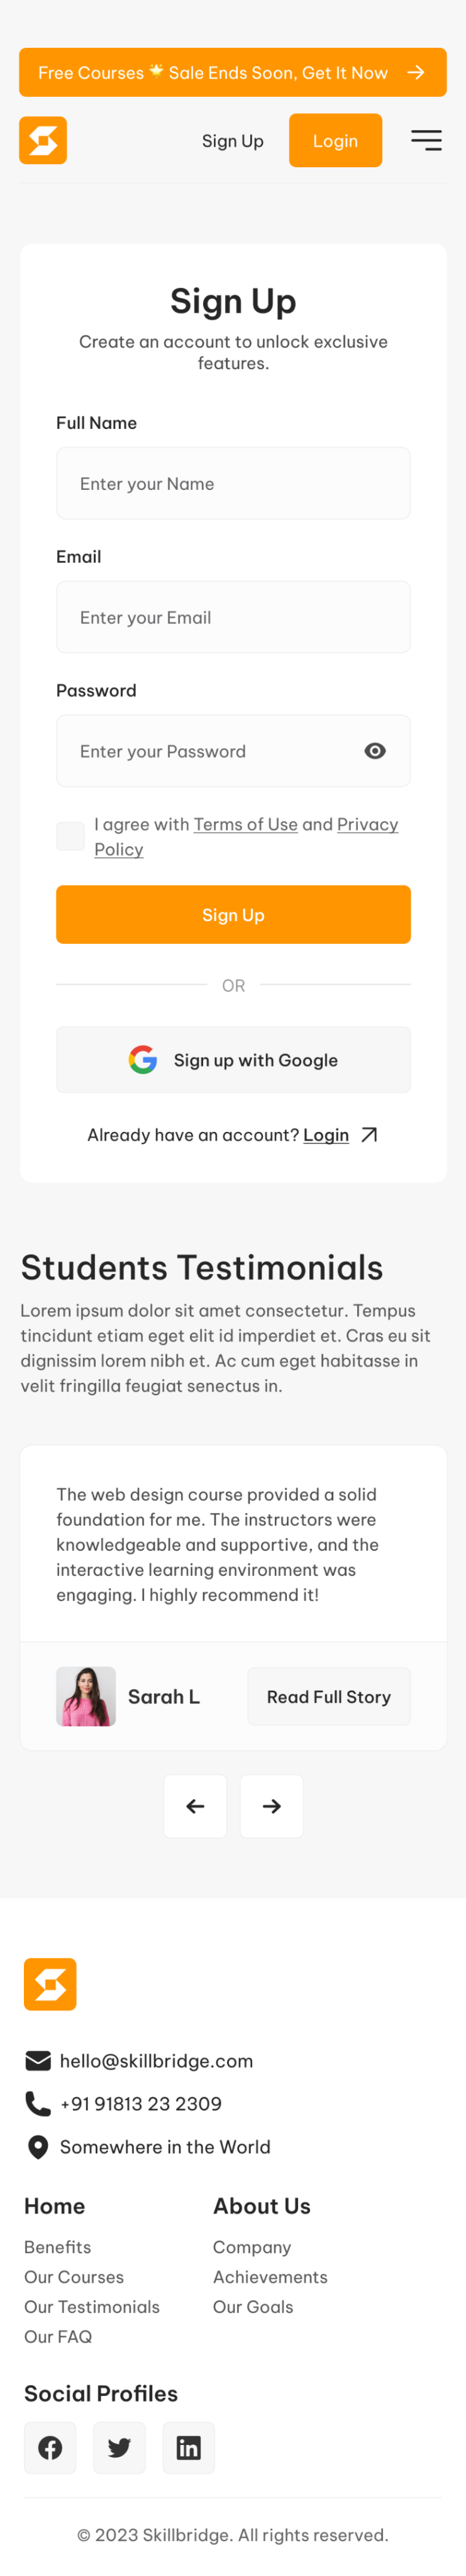 Free Courses 🌟 Sale Ends Soon, Get It Now
Sign Up
Login
Sign Up
Create an account to unlock exclusive
features.
Full Name
Enter your Name
Email
Enter your Email
Password
Enter your Password
I agree with Terms of Use and Privacy
Policy
Sign Up
OR
Sign up with Google
Already have an account? Login
Students Testimonials
Lorem ipsum dolor sit amet consectetur. Tempus
tincidunt etiam eget elit id imperdiet et. Cras eu sit
dignissim lorem nibh et. Ac cum eget habitasse in
velit fringilla feugiat senectus in.
The web design course provided a solid
foundation for me. The instructors were
knowledgeable and supportive, and the
interactive learning environment was
engaging. I highly recommend it!
Sarah L
Read Full Story
hello@skillbridge.com
+91 91813 23 2309
Somewhere in the World
Home
Benefits
Our Courses
Our Testimonials
Our FAQ
About Us
Company
Achievements
Our Goals
Social Profiles
© 2023 Skillbridge. All rights reserved.